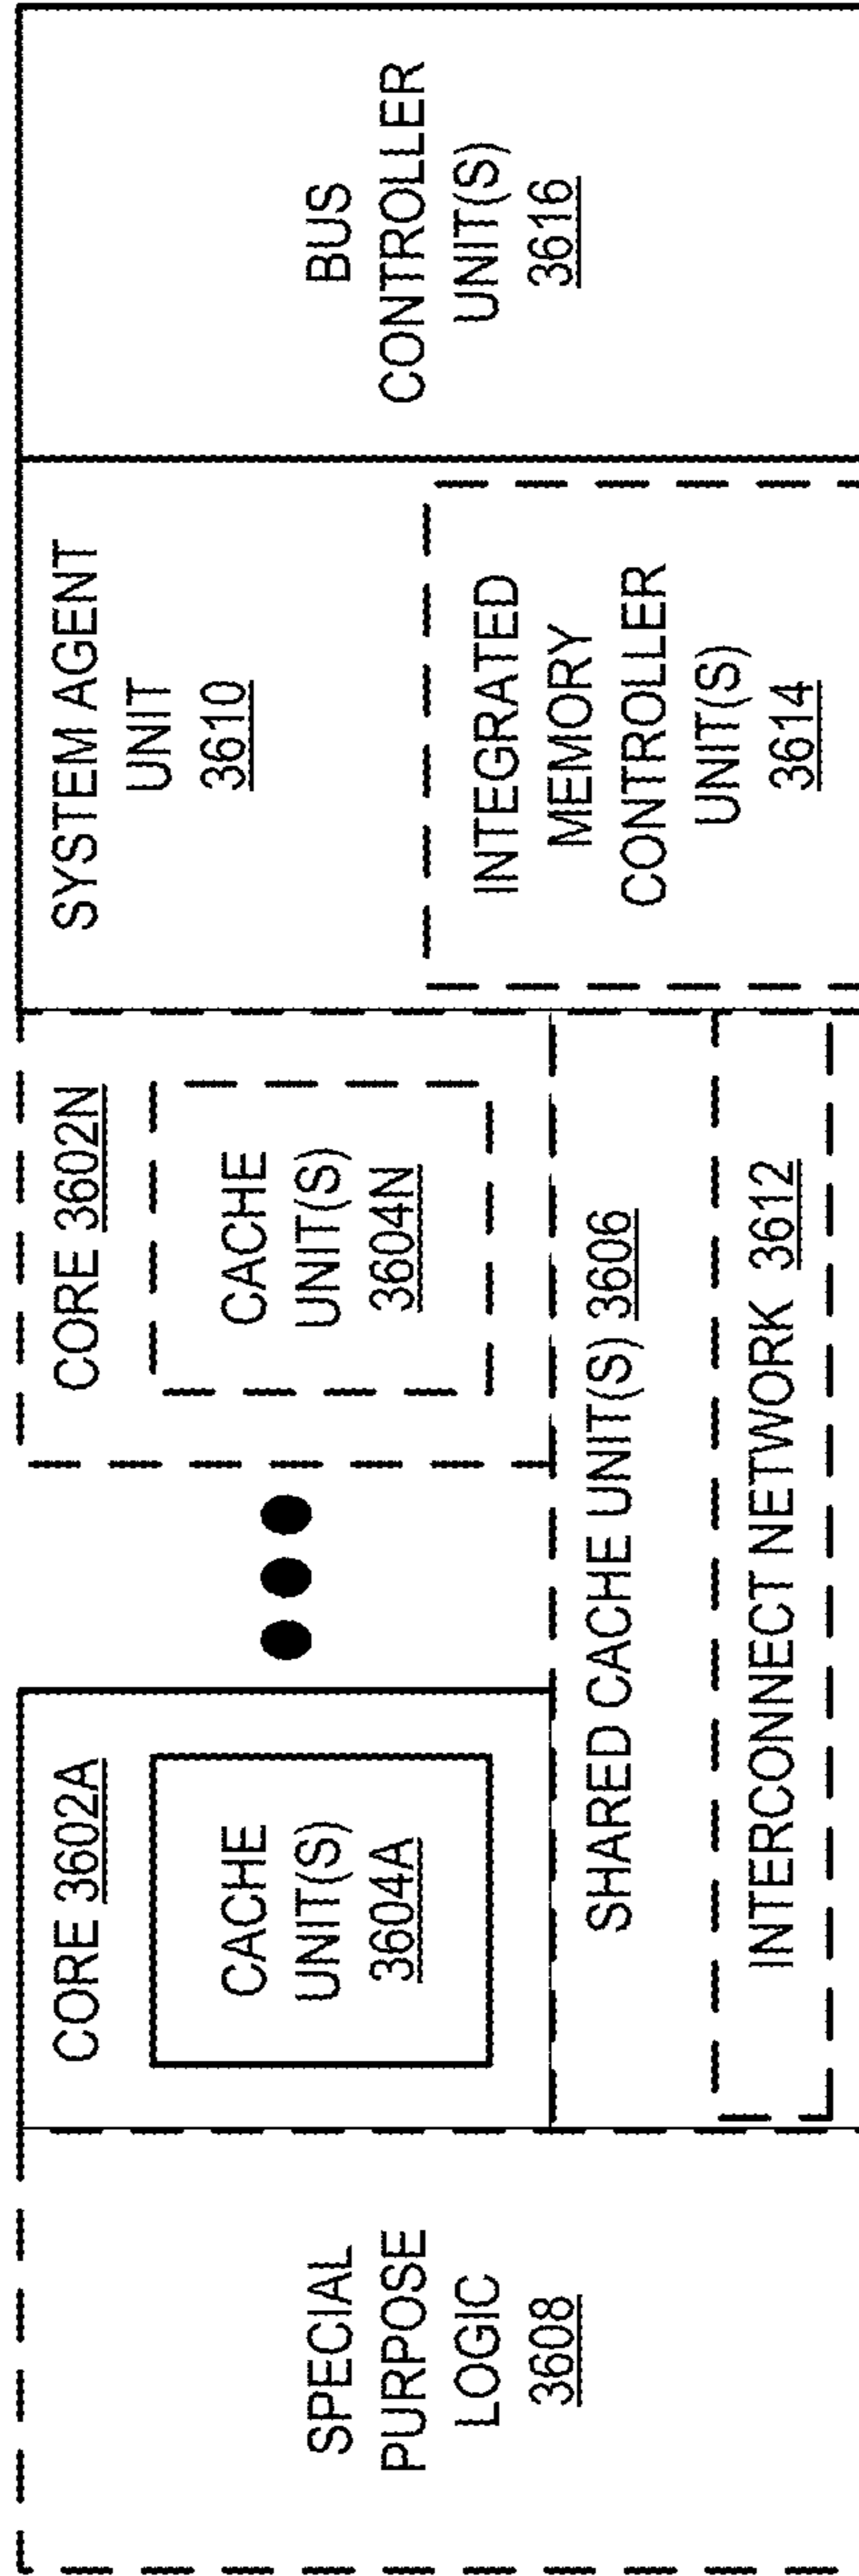 SPECIAL
PURPOSE
LOGIC
3608
CORE 3602A
CACHE
UNIT(S)
3604A
CORE 3602N
CACHE
UNIT(S)
3604N
SHARED CACHE UNIT(S) 3606
INTERCONNECT NETWORK 3612
SYSTEM AGENT
UNIT
3610
INTEGRATED
MEMORY
CONTROLLER
UNIT(S)
3614
BUS
CONTROLLER
UNIT(S)
3616